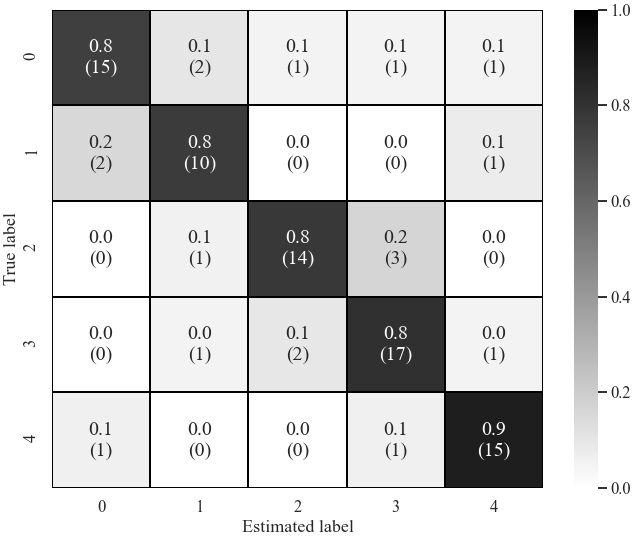 0.8 0.1 0.1 0.1 0.1 1.0
0 (15) (2) (1) (1) (1)
0.8
0.2 0.8 0.0 0.0 0.1
1 (2) (10) (0) (0) (1)
0.6
True label
0.0 0.1 0.8 0.2 0.0
2 (0) (1) (14) (3) (0)
0.4
0.0 0.0 0.1 0.8 0.0
3 (0) (1) (2) (17) (1)
0.2
0.1 0.0 0.0 0.1 0.9
4 (1) (0) (0) (1) (15)
0.0
0 1 2 3 4
Estimated label